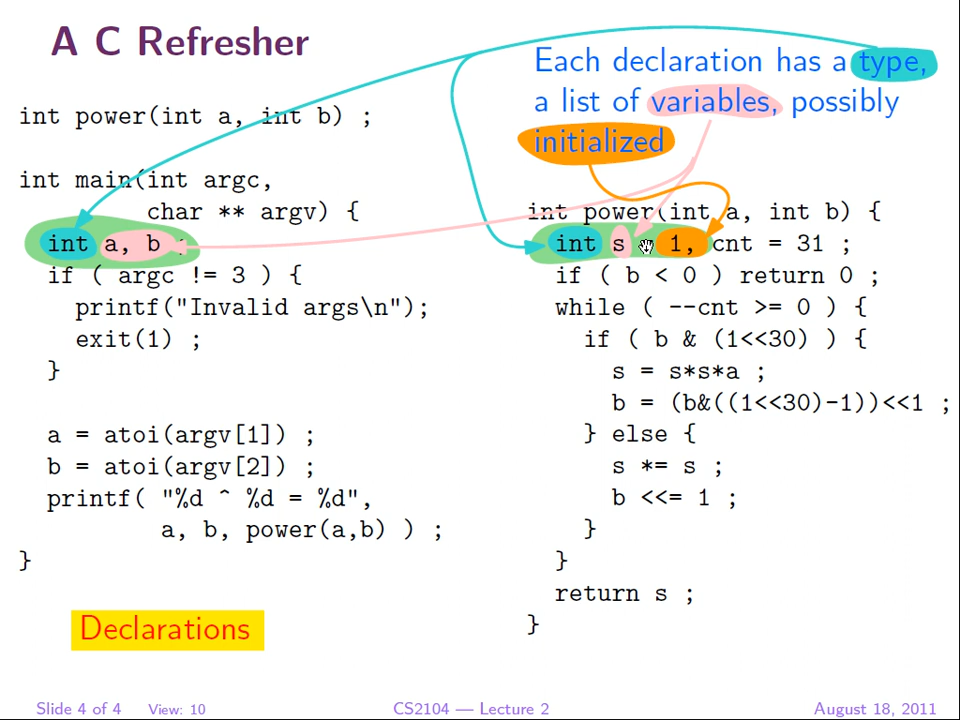 A C Refresher
Each declaration has a type,
a list of variables, possibly
initialized
int power(int a, int b) ;
int main(int argc,
char ** argv) {
int a, b ;
if ( argc != 3 ) {
printf("Invalid args\n");
exit(1) ;
}
a = atoi(argv[1]) ;
b = atoi(argv[2]) ;
printf( "%d ^ %d = %d",
a, b, power(a,b) ) ;
}
int power(int a, int b) {
int s = 1, cnt = 31 ;
if ( b < 0 ) return 0 ;
while ( --cnt >= 0 ) {
if ( b & (1<<30) ) {
s = s*s*a ;
b = (b&((1<<30)-1))<<1 ;
} else {
s *= s ;
b <<= 1 ;
}
}
return s ;
}
Declarations
Slide 4 of 4 View: 10 CS2104 — Lecture 2 August 18, 2011